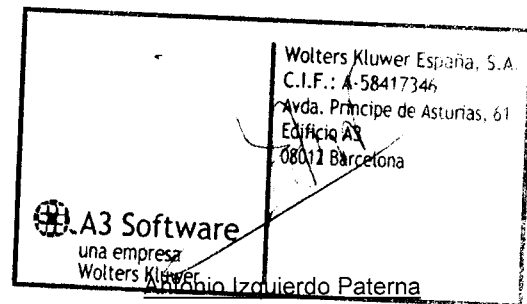 Wolters Kluwer España, S.A.
C.I.F.: A-58417346
Avda. Principe de Asturias, 61
Edificio A3
08012 Barcelona
A3 Software
una empresa
Wolters Kluwer
Antonio Izquierdo Paterna